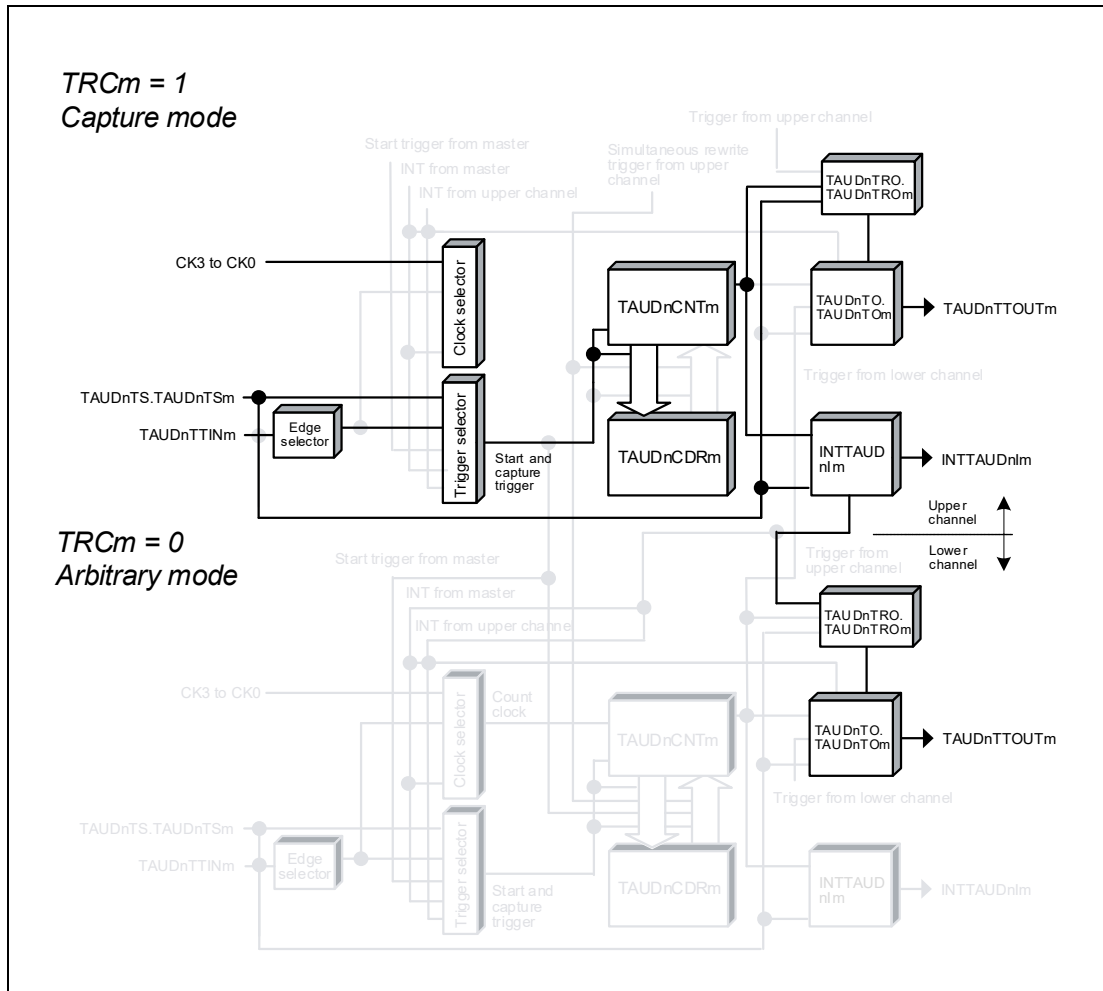 TRCm = 1
Capture mode
Trigger from upper channel
Start trigger from master
Simultaneous rewrite
trigger from upper
channel
INT from master
INT from upper channel
TAUDnTRO.
TAUDnTROm
CK3 to CK0
Clock selector
TAUDnCNTm
TAUDnTO.
TAUDnTOm
TAUDnTTOUTm
Trigger from lower channel
TAUDnTS.TAUDnTSm
TAUDnTTINm
Edge
selector
Trigger selector
Start and
capture
trigger
TAUDnCDRm
INTTAUD
nIm
INTTAUDnIm
Upper
channel
Lower
channel
TRCm = 0
Arbitrary mode
Start trigger from master
Trigger from
upper channel
INT from master
INT from upper channel
TAUDnTRO.
TAUDnTROm
CK3 to CK0
Clock selector
Count
clock
TAUDnCNTm
TAUDnTO.
TAUDnTOm
TAUDnTTOUTm
Trigger from lower channel
TAUDnTS.TAUDnTSm
TAUDnTTINm
Edge
selector
Trigger selector
Start and
capture
trigger
TAUDnCDRm
INTTAUD
nIm
INTTAUDnIm